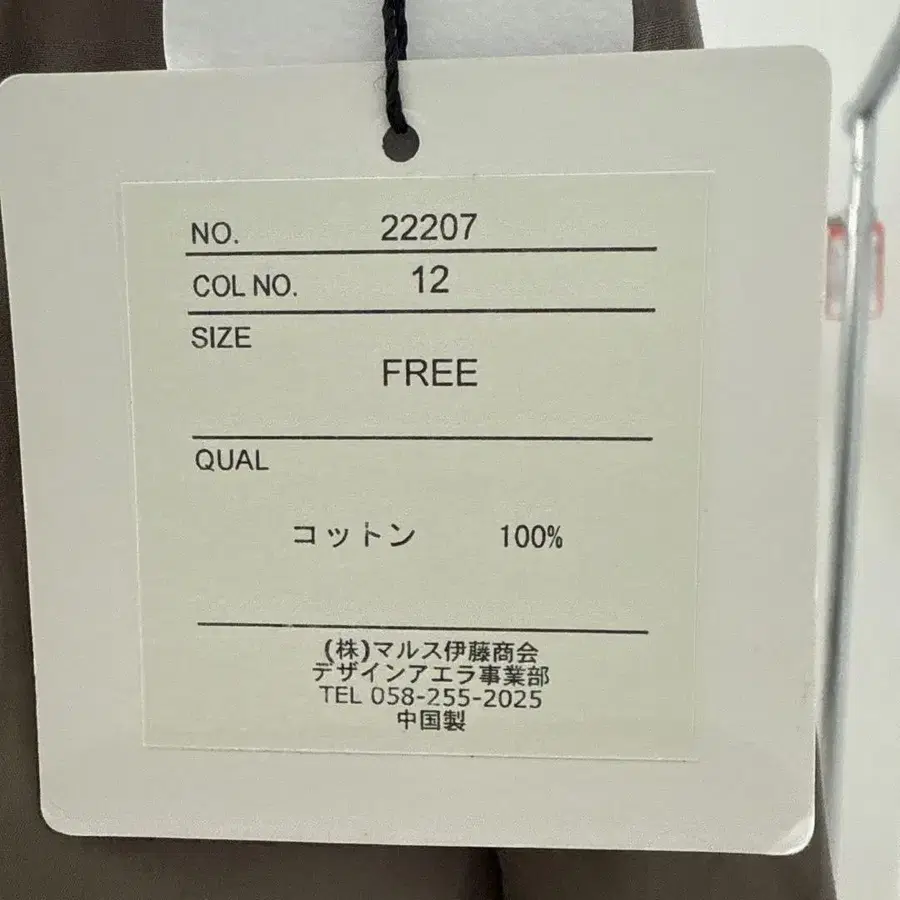 NO. 22207
COL NO. 12
SIZE
FREE
QUAL
コットン 100%
(株)マルス伊藤商会
デザインアエラ事業部
TEL 058-255-2025
中国製